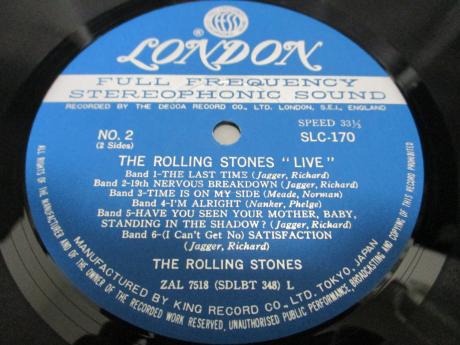 ®
LONDON
FULL FREQUENCY
STEREOPHONIC SOUND
RECORDED BY THE DECCA RECORD CO., LTD. LONDON, S.E.I., ENGLAND
SPEED 33⅓
NO. 2 SLC-170
(2 Sides)
THE ROLLING STONES “LIVE”
Band 1-THE LAST TIME (Jagger, Richard)
Band 2-19th NERVOUS BREAKDOWN (Jagger, Richard)
Band 3-TIME IS ON MY SIDE (Meade, Norman)
Band 4-I'M ALRIGHT (Nanker, Phelge)
Band 5-HAVE YOU SEEN YOUR MOTHER, BABY,
STANDING IN THE SHADOW? (Jagger, Richard)
Band 6-(I Can't Get No) SATISFACTION
(Jagger, Richard)
THE ROLLING STONES
ZAL 7518 (SDLBT 348) L
MANUFACTURED BY KING RECORD CO., LTD. TOKYO, JAPAN
ALL RIGHTS OF THE MANUFACTURER AND OF THE OWNER OF THE RECORDED WORK RESERVED, UNAUTHORISED PUBLIC PERFORMANCE, BROADCASTING AND COPYING OF THIS RECORD PROHIBITED